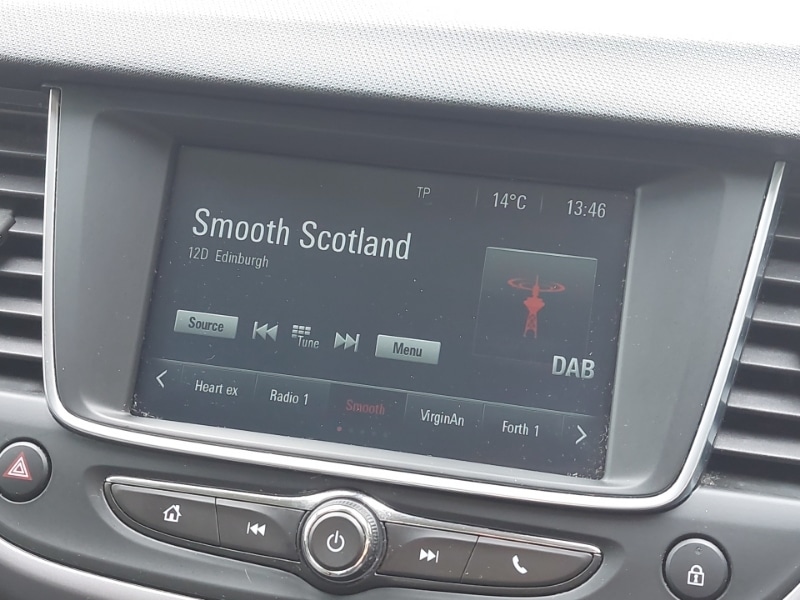 TP 14°C 13:46
Smooth Scotland
12D Edinburgh
Source Tune Menu
DAB
Heart ex Radio 1 Smooth VirginAn Forth 1